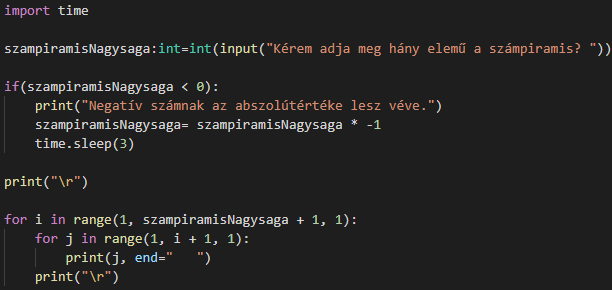 import time
szampiramisNagysaga:int=int(input("Kérem adja meg hány elemű a számpiramis? "))
if(szampiramisNagysaga < 0):
    print("Negatív számnak az abszolútértéke lesz véve.")
    szampiramisNagysaga= szampiramisNagysaga * -1
    time.sleep(3)
print("\r")
for i in range(1, szampiramisNagysaga + 1, 1):
    for j in range(1, i + 1, 1):
        print(j, end="   ")
    print("\r")